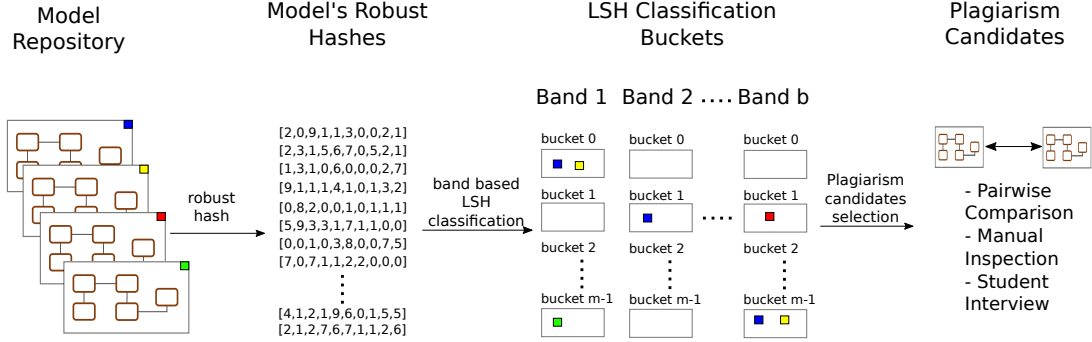 Model
Repository
Model's Robust
Hashes
LSH Classification
Buckets
Plagiarism
Candidates
robust
hash
[2,0,9,1,1,3,0,0,2,1]
[2,3,1,5,6,7,0,5,2,1]
[1,3,1,0,6,0,0,0,2,7]
[9,1,1,1,4,1,0,1,3,2]
[0,8,2,0,0,1,0,1,1,1]
[5,9,3,3,1,7,1,1,0,0]
[0,0,1,0,3,8,0,0,7,5]
[7,0,7,1,1,2,2,0,0,0]
[4,1,2,1,9,6,0,1,5,5]
[2,1,2,7,6,7,1,1,2,6]
band based
LSH
classification
Band 1 Band 2 .... Band b
bucket 0 bucket 0 bucket 0
bucket 1 bucket 1 bucket 1
bucket 2 bucket 2 bucket 2
bucket m-1 bucket m-1 bucket m-1
Plagiarism
candidates
selection
- Pairwise
Comparison
- Manual
Inspection
- Student
Interview